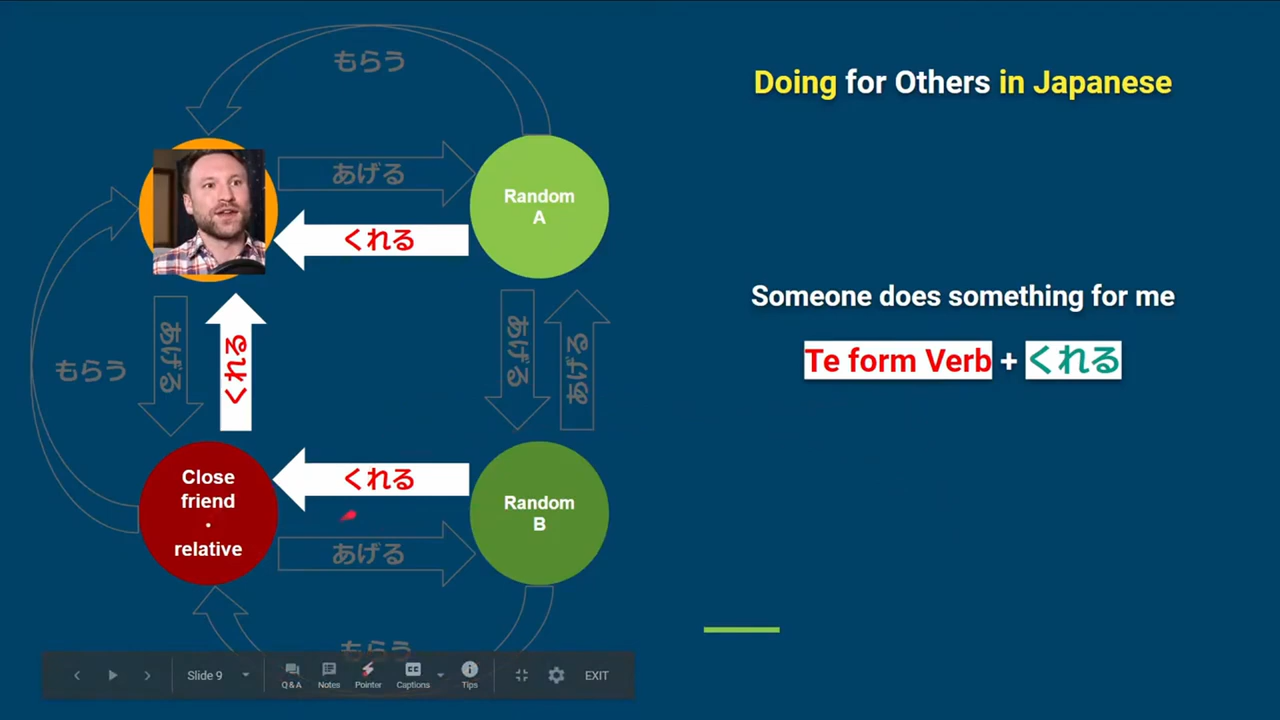 もらう
Doing for Others in Japanese
あげる
Random
A
くれる
Someone does something for me
Te form Verb + くれる
もらう
あげる
くれる
あげる
あげる
くれる
Close
friend
・
relative
Random
B
あげる
もらう
Slide 9
Q&A
Notes
Pointer
CC
Captions
Tips
EXIT